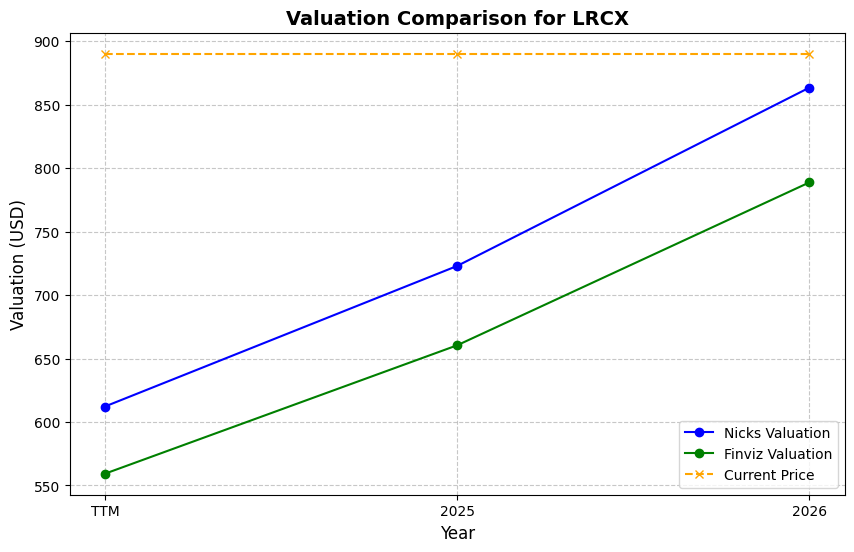 Valuation Comparison for LRCX
Valuation (USD)
900
850
800
750
700
650
600
550
TTM
2025
2026
Year
Nicks Valuation
Finviz Valuation
Current Price